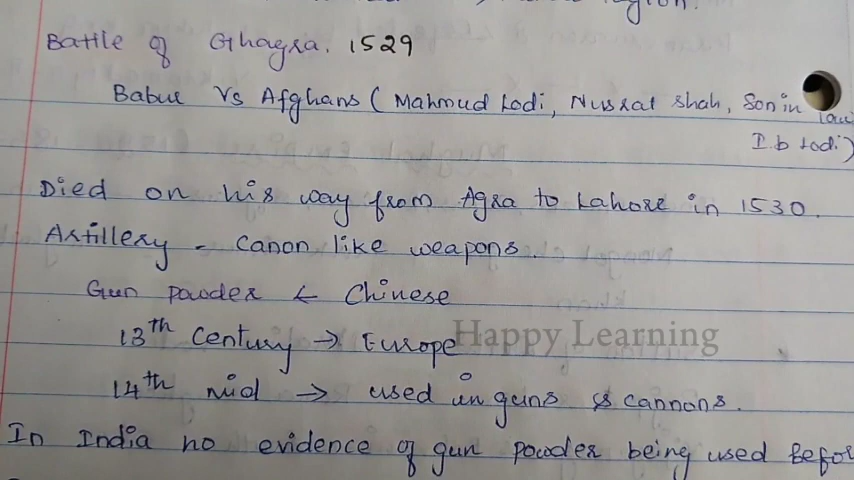 region.
Battle of Ghagra. 1529
Babur Vs Afghans ( Mahmud Lodi, Nusrat shah, Son in law
I.b Lodi)
Died on his way from Agra to Lahore in 1530.
Artillery - Canon like weapons.
Gun powder ← Chinese
13th Century → Europe
Happy Learning
14th mid → used in guns & cannons.
In India no evidence of gun powder being used Befo